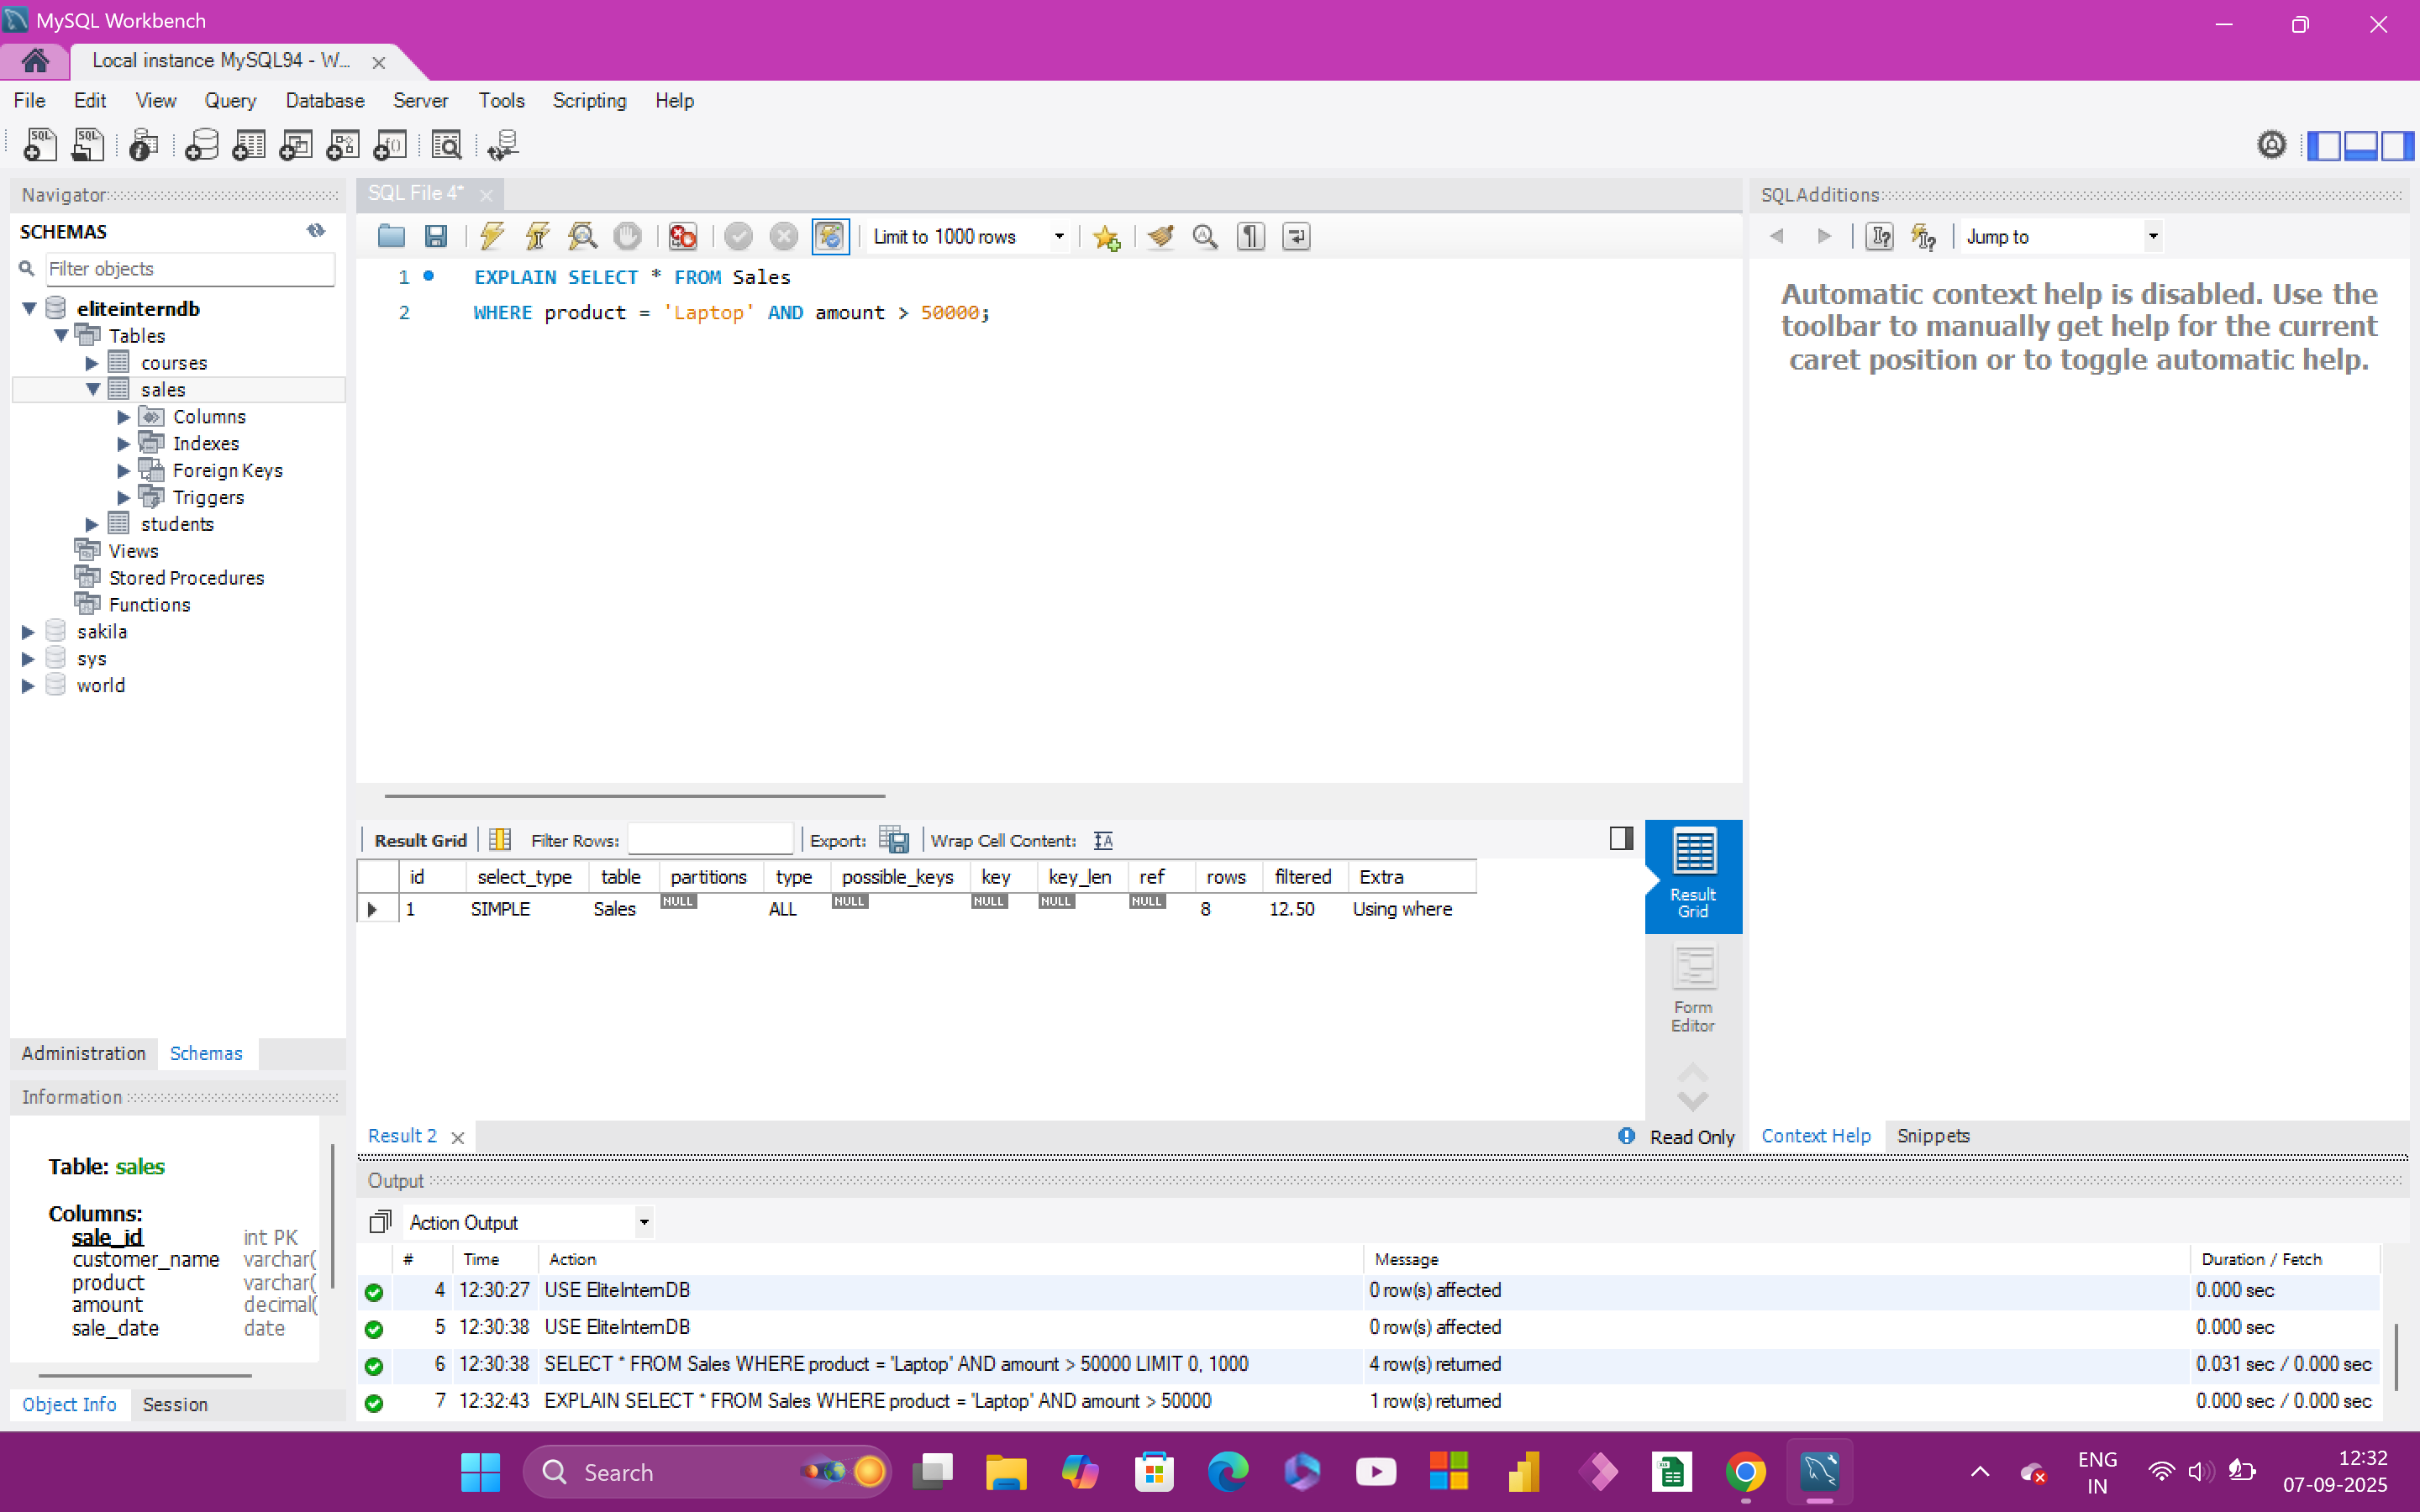 MySQL Workbench
Local instance MySQL94 - W...
File Edit View Query Database Server Tools Scripting Help
Navigator
SCHEMAS
Filter objects
eliteinterndb
Tables
courses
sales
Columns
Indexes
Foreign Keys
Triggers
students
Views
Stored Procedures
Functions
sakila
sys
world
Administration Schemas
Information
Table: sales
Columns:
sale_id int PK
customer_name varchar(
product varchar(
amount decimal(
sale_date date
Object Info Session
SQL File 4*
Limit to 1000 rows
1 EXPLAIN SELECT * FROM Sales
2 WHERE product = 'Laptop' AND amount > 50000;
Result Grid Filter Rows: Export: Wrap Cell Content:
id select_type table partitions type possible_keys key key_len ref rows filtered Extra
1 SIMPLE Sales NULL ALL NULL NULL NULL NULL 8 12.50 Using where
Result
Grid
Form
Editor
Result 2 Read Only
SQLAdditions
Jump to
Automatic context help is disabled. Use the
toolbar to manually get help for the current
caret position or to toggle automatic help.
Context Help Snippets
Output
Action Output
# Time Action Message Duration / Fetch
4 12:30:27 USE EliteInternDB 0 row(s) affected 0.000 sec
5 12:30:38 USE EliteInternDB 0 row(s) affected 0.000 sec
6 12:30:38 SELECT * FROM Sales WHERE product = 'Laptop' AND amount > 50000 LIMIT 0, 1000 4 row(s) returned 0.031 sec / 0.000 sec
7 12:32:43 EXPLAIN SELECT * FROM Sales WHERE product = 'Laptop' AND amount > 50000 1 row(s) returned 0.000 sec / 0.000 sec
Search
ENG
IN
12:32
07-09-2025